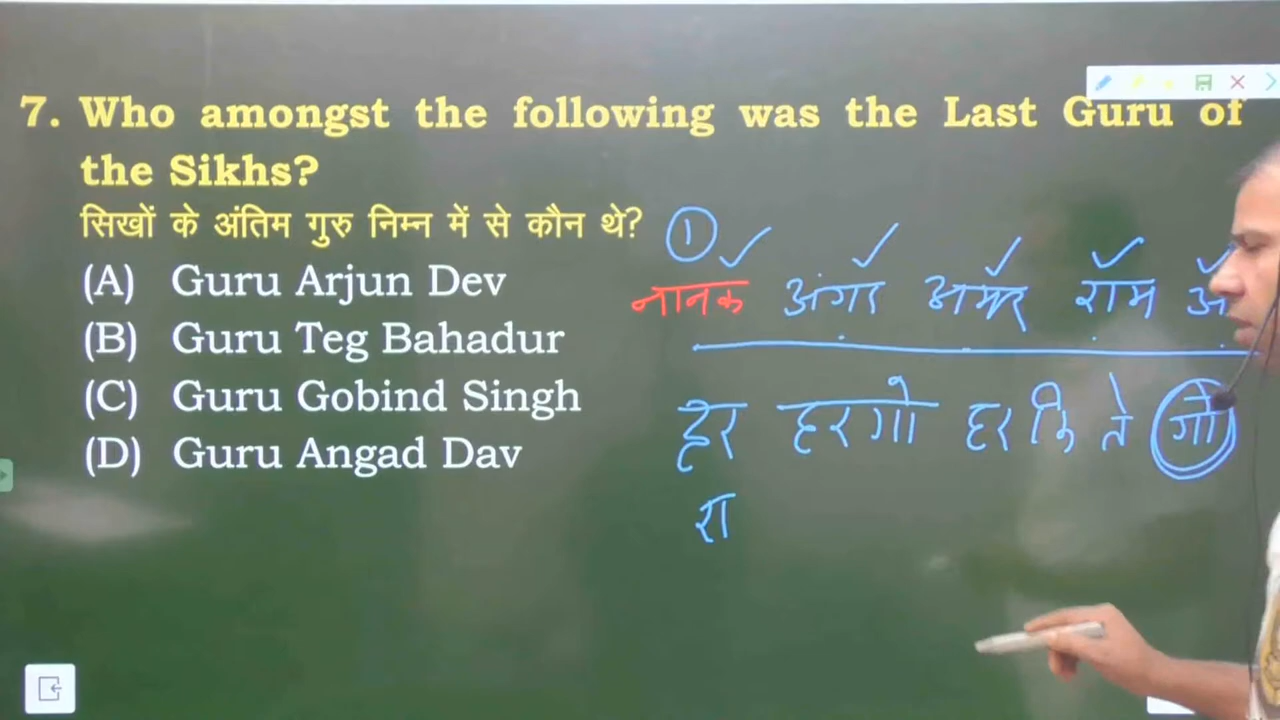 7. Who amongst the following was the Last Guru of
the Sikhs?
सिखों के अंतिम गुरु निम्न में से कौन थे?
①
(A) Guru Arjun Dev
नानक अंगद अमर राम अ
(B) Guru Teg Bahadur
(C) Guru Gobind Singh
हर हरगो हर कि ते गो
(D) Guru Angad Dav
रा